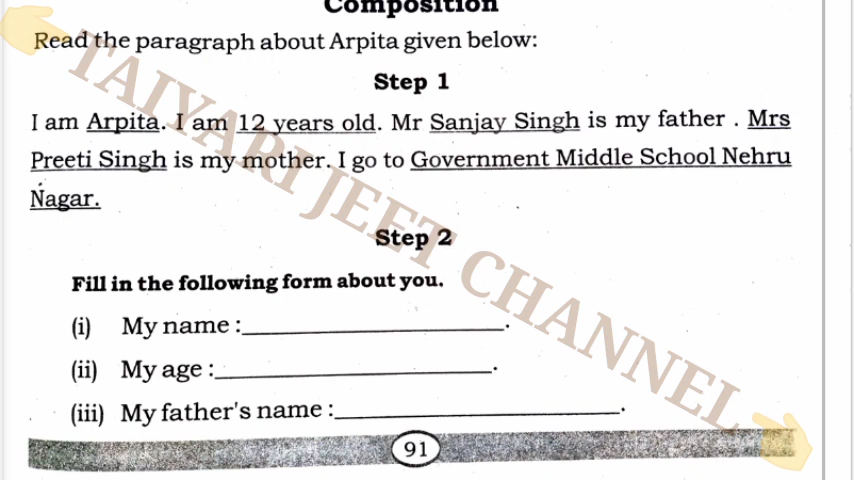 Composition
Read the paragraph about Arpita given below:
Step 1
I am Arpita. I am 12 years old. Mr Sanjay Singh is my father . Mrs
Preeti Singh is my mother. I go to Government Middle School Nehru
Nagar.
Step 2
Fill in the following form about you.
(i) My name :____________________.
(ii) My age :____________________.
(iii) My father's name :____________________.
91
TAIYARI JEET CHANNEL